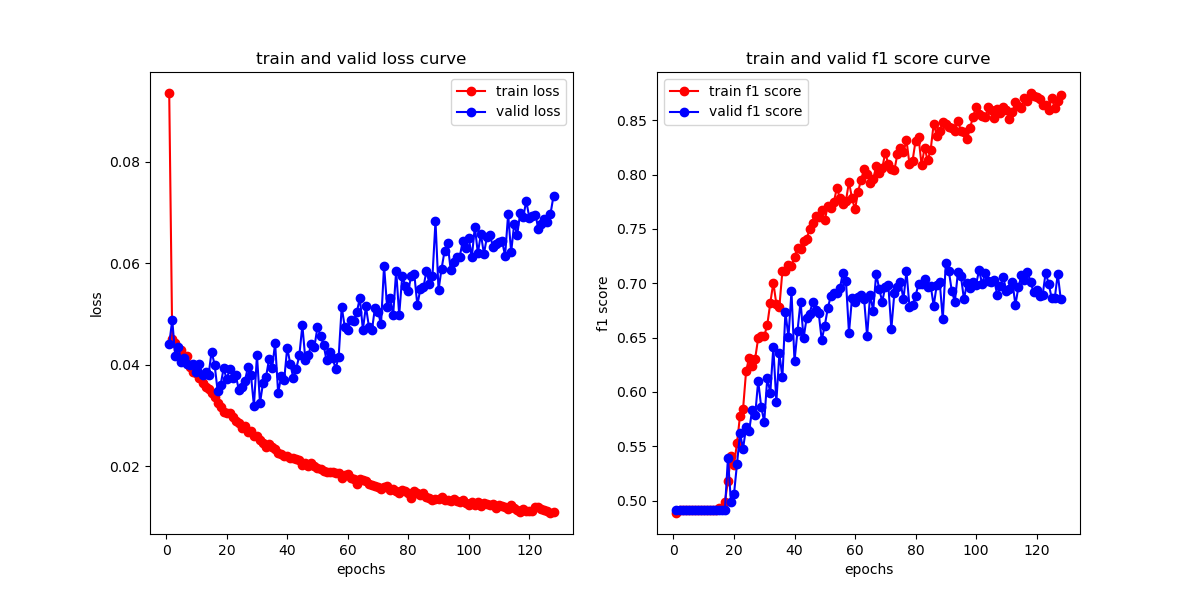 train and valid loss curve
train loss
valid loss
0.08
0.06
0.04
0.02
loss
0 20 40 60 80 100 120
epochs
train and valid f1 score curve
train f1 score
valid f1 score
0.85
0.80
0.75
0.70
0.65
0.60
0.55
0.50
f1 score
0 20 40 60 80 100 120
epochs